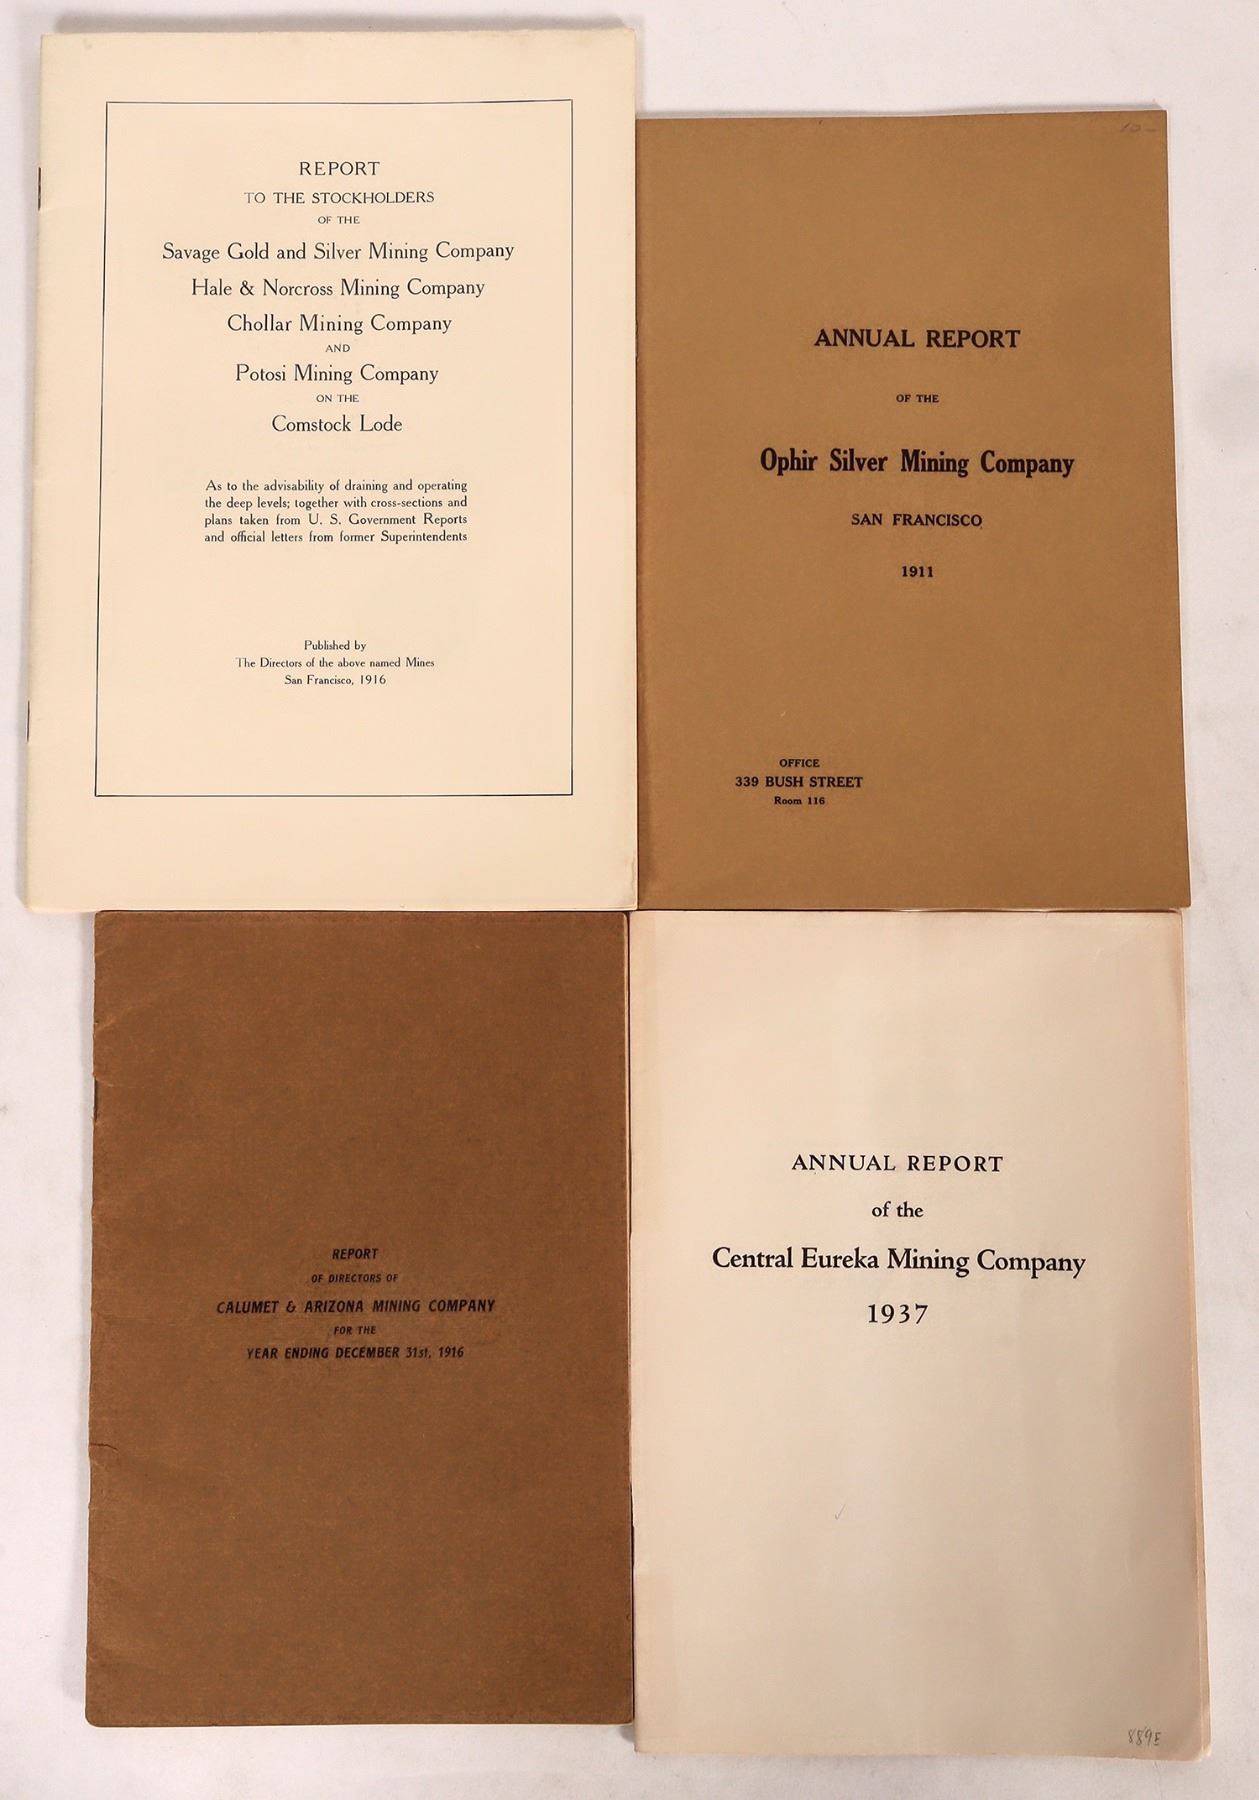 REPORT
TO THE STOCKHOLDERS
OF THE
Savage Gold and Silver Mining Company
Hale & Norcross Mining Company
Chollar Mining Company
AND
Potosi Mining Company
ON THE
Comstock Lode
As to the advisability of draining and operating
the deep levels; together with cross-sections and
plans taken from U. S. Government Reports
and official letters from former Superintendents
Published by
The Directors of the above named Mines
San Francisco, 1916
10-
ANNUAL REPORT
OF THE
Ophir Silver Mining Company
SAN FRANCISCO
1911
OFFICE
339 BUSH STREET
Room 116
REPORT
OF DIRECTORS OF
CALUMET & ARIZONA MINING COMPANY
FOR THE
YEAR ENDING DECEMBER 31st, 1916
ANNUAL REPORT
of the
Central Eureka Mining Company
1937
889E